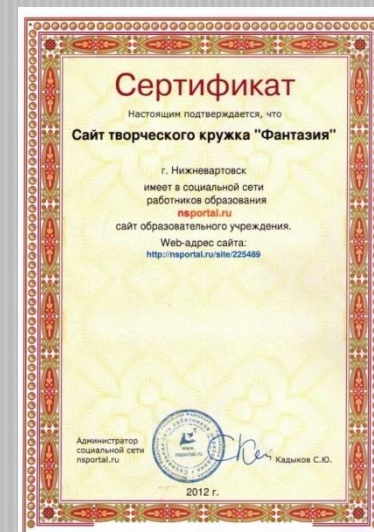 Сертификат
Настоящим подтверждается, что
Сайт творческого кружка "Фантазия"
г. Нижневартовск
имеет в социальной сети
работников образования
nsportal.ru
сайт образовательного учреждения.
Web-адрес сайта:
http://nsportal.ru/site/225489
Администратор
социальной сети
nsportal.ru
Кадыков С.Ю.
2012 г.